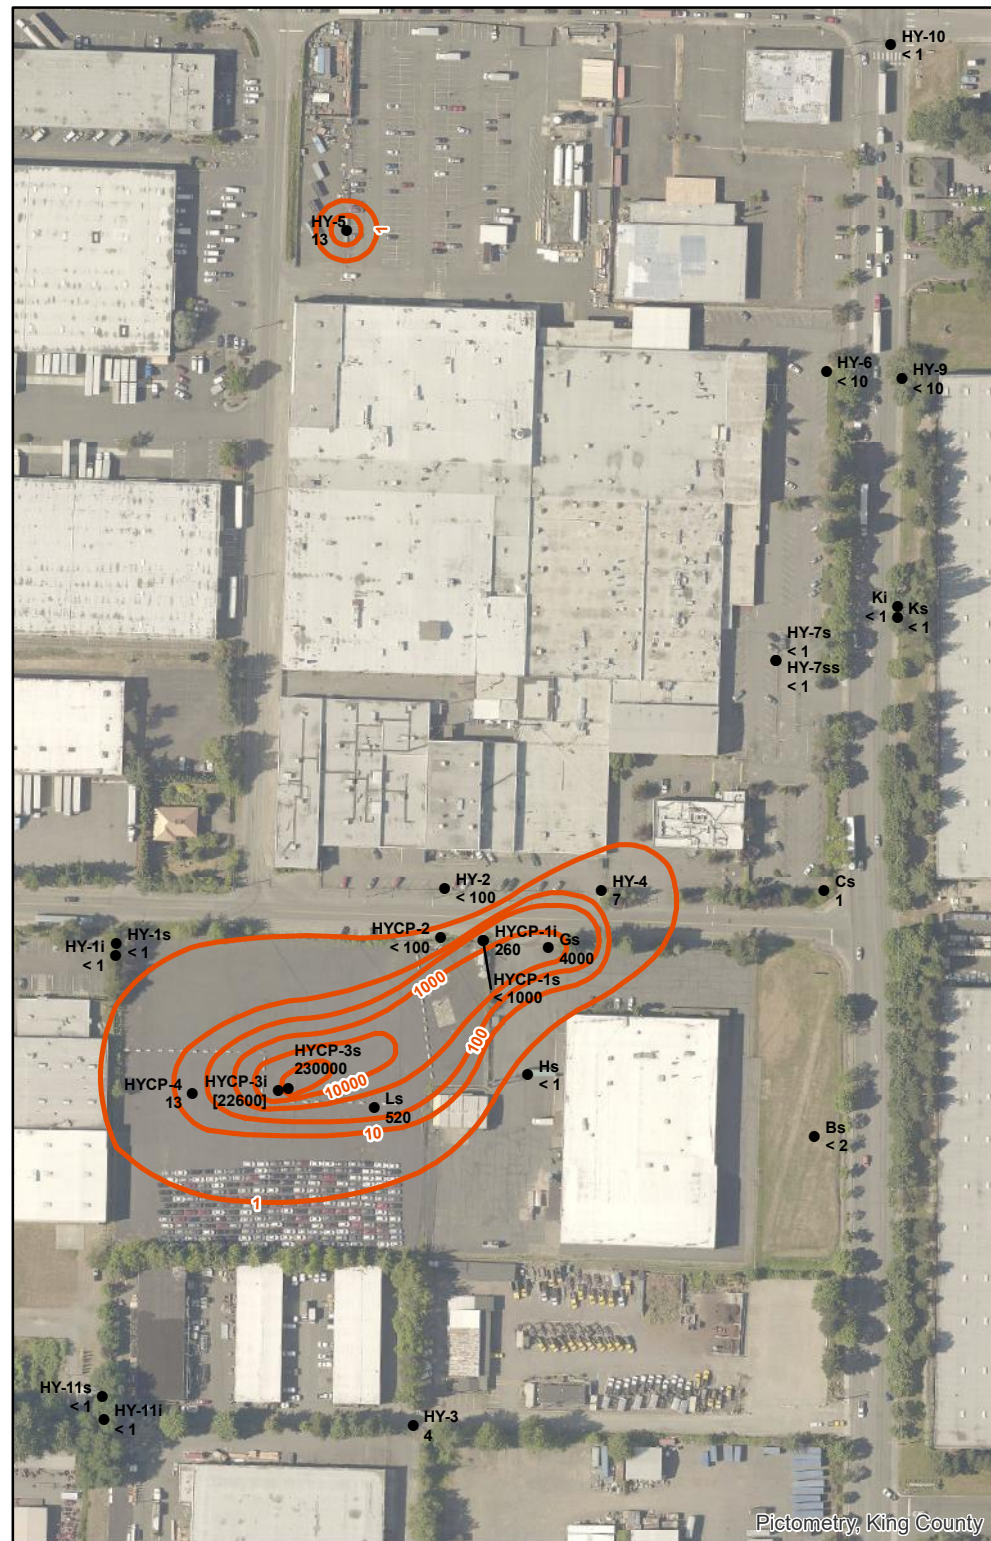 HY-10
< 1
HY-5
13
1
HY-6
< 10
HY-9
< 10
Ki
< 1
Ks
< 1
HY-7s
< 1
HY-7ss
< 1
HY-2
< 100
HY-4
7
Cs
1
HY-1s
< 1
HY-1i
< 1
HYCP-2
< 100
HYCP-1i
260
Gs
4000
HYCP-1s
< 1000
1000
100
HYCP-3s
230000
HYCP-3i
[22600]
10000
HYCP-4
13
Ls
520
Hs
< 1
10
Bs
< 2
1
HY-11s
< 1
HY-11i
< 1
HY-3
4
Pictometry, King County